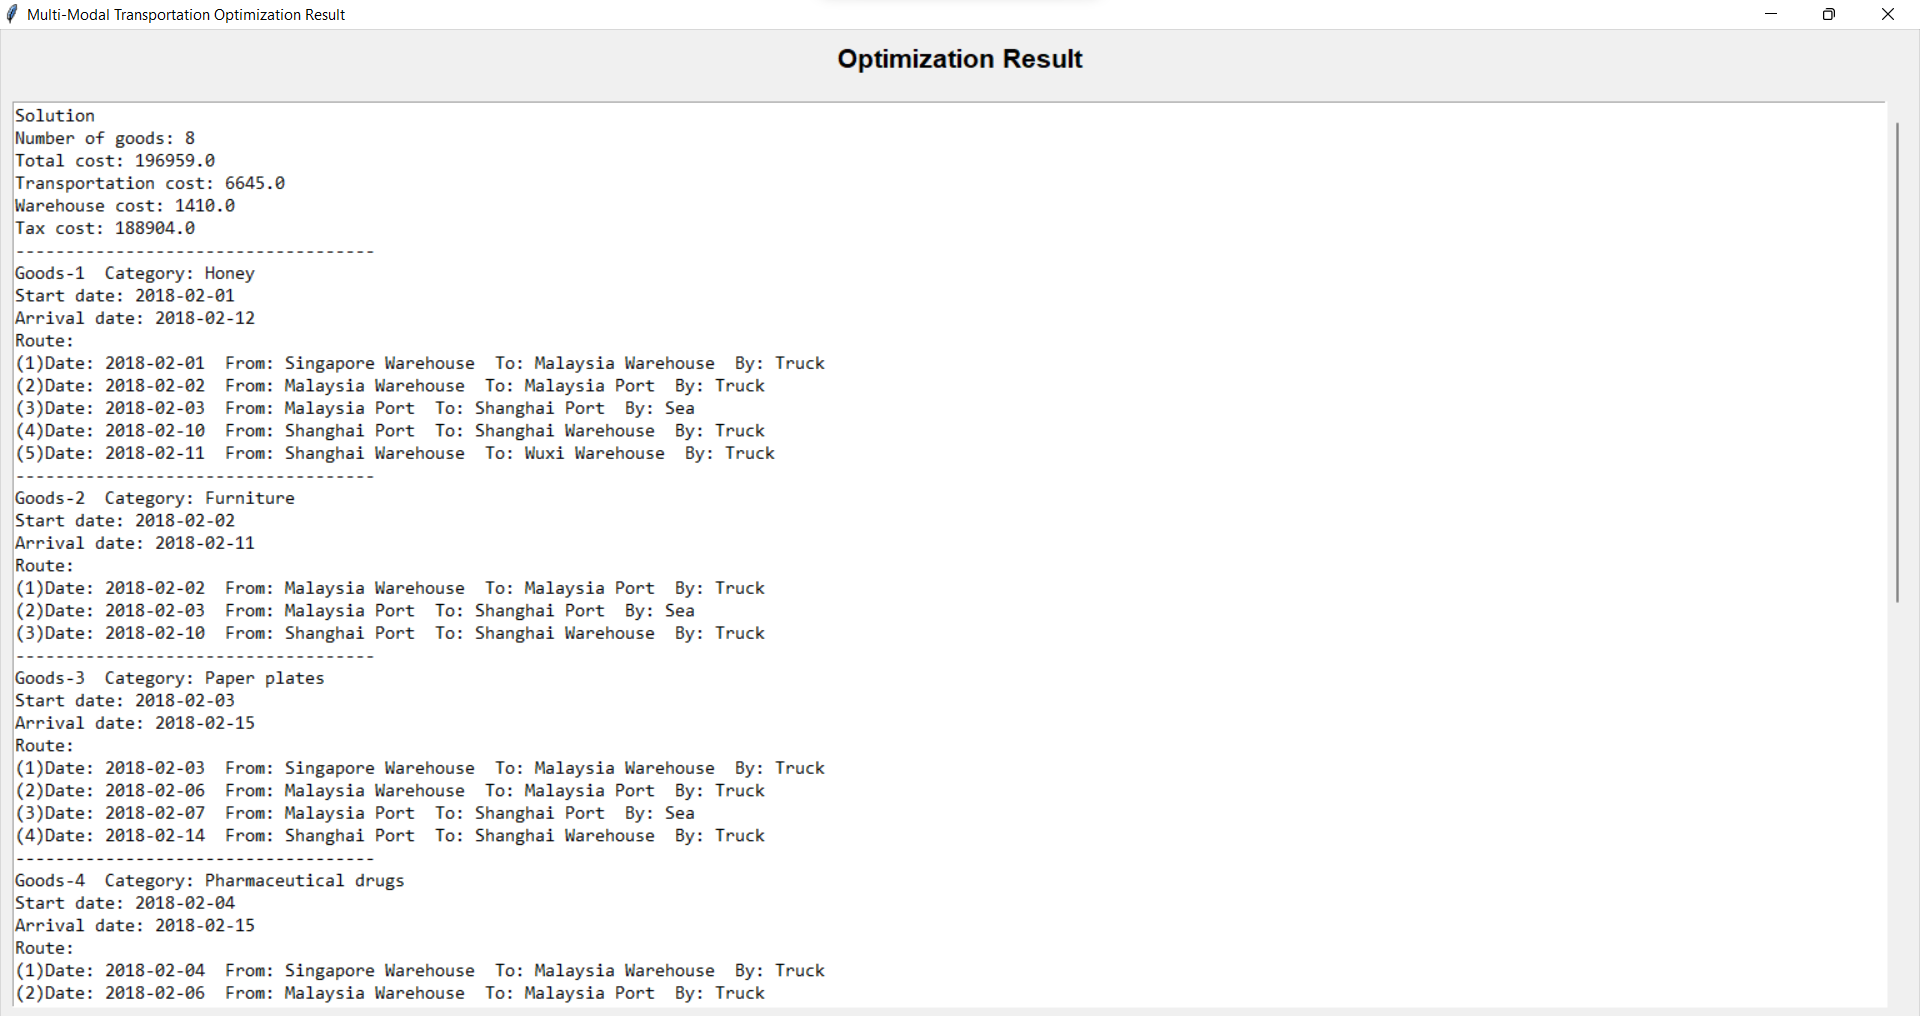 Multi-Modal Transportation Optimization Result
Optimization Result
Solution
Number of goods: 8
Total cost: 196959.0
Transportation cost: 6645.0
Warehouse cost: 1410.0
Tax cost: 188904.0
------------------------------------
Goods-1  Category: Honey
Start date: 2018-02-01
Arrival date: 2018-02-12
Route:
(1)Date: 2018-02-01  From: Singapore Warehouse  To: Malaysia Warehouse  By: Truck
(2)Date: 2018-02-02  From: Malaysia Warehouse  To: Malaysia Port  By: Truck
(3)Date: 2018-02-03  From: Malaysia Port  To: Shanghai Port  By: Sea
(4)Date: 2018-02-10  From: Shanghai Port  To: Shanghai Warehouse  By: Truck
(5)Date: 2018-02-11  From: Shanghai Warehouse  To: Wuxi Warehouse  By: Truck
------------------------------------
Goods-2  Category: Furniture
Start date: 2018-02-02
Arrival date: 2018-02-11
Route:
(1)Date: 2018-02-02  From: Malaysia Warehouse  To: Malaysia Port  By: Truck
(2)Date: 2018-02-03  From: Malaysia Port  To: Shanghai Port  By: Sea
(3)Date: 2018-02-10  From: Shanghai Port  To: Shanghai Warehouse  By: Truck
------------------------------------
Goods-3  Category: Paper plates
Start date: 2018-02-03
Arrival date: 2018-02-15
Route:
(1)Date: 2018-02-03  From: Singapore Warehouse  To: Malaysia Warehouse  By: Truck
(2)Date: 2018-02-06  From: Malaysia Warehouse  To: Malaysia Port  By: Truck
(3)Date: 2018-02-07  From: Malaysia Port  To: Shanghai Port  By: Sea
(4)Date: 2018-02-14  From: Shanghai Port  To: Shanghai Warehouse  By: Truck
------------------------------------
Goods-4  Category: Pharmaceutical drugs
Start date: 2018-02-04
Arrival date: 2018-02-15
Route:
(1)Date: 2018-02-04  From: Singapore Warehouse  To: Malaysia Warehouse  By: Truck
(2)Date: 2018-02-06  From: Malaysia Warehouse  To: Malaysia Port  By: Truck